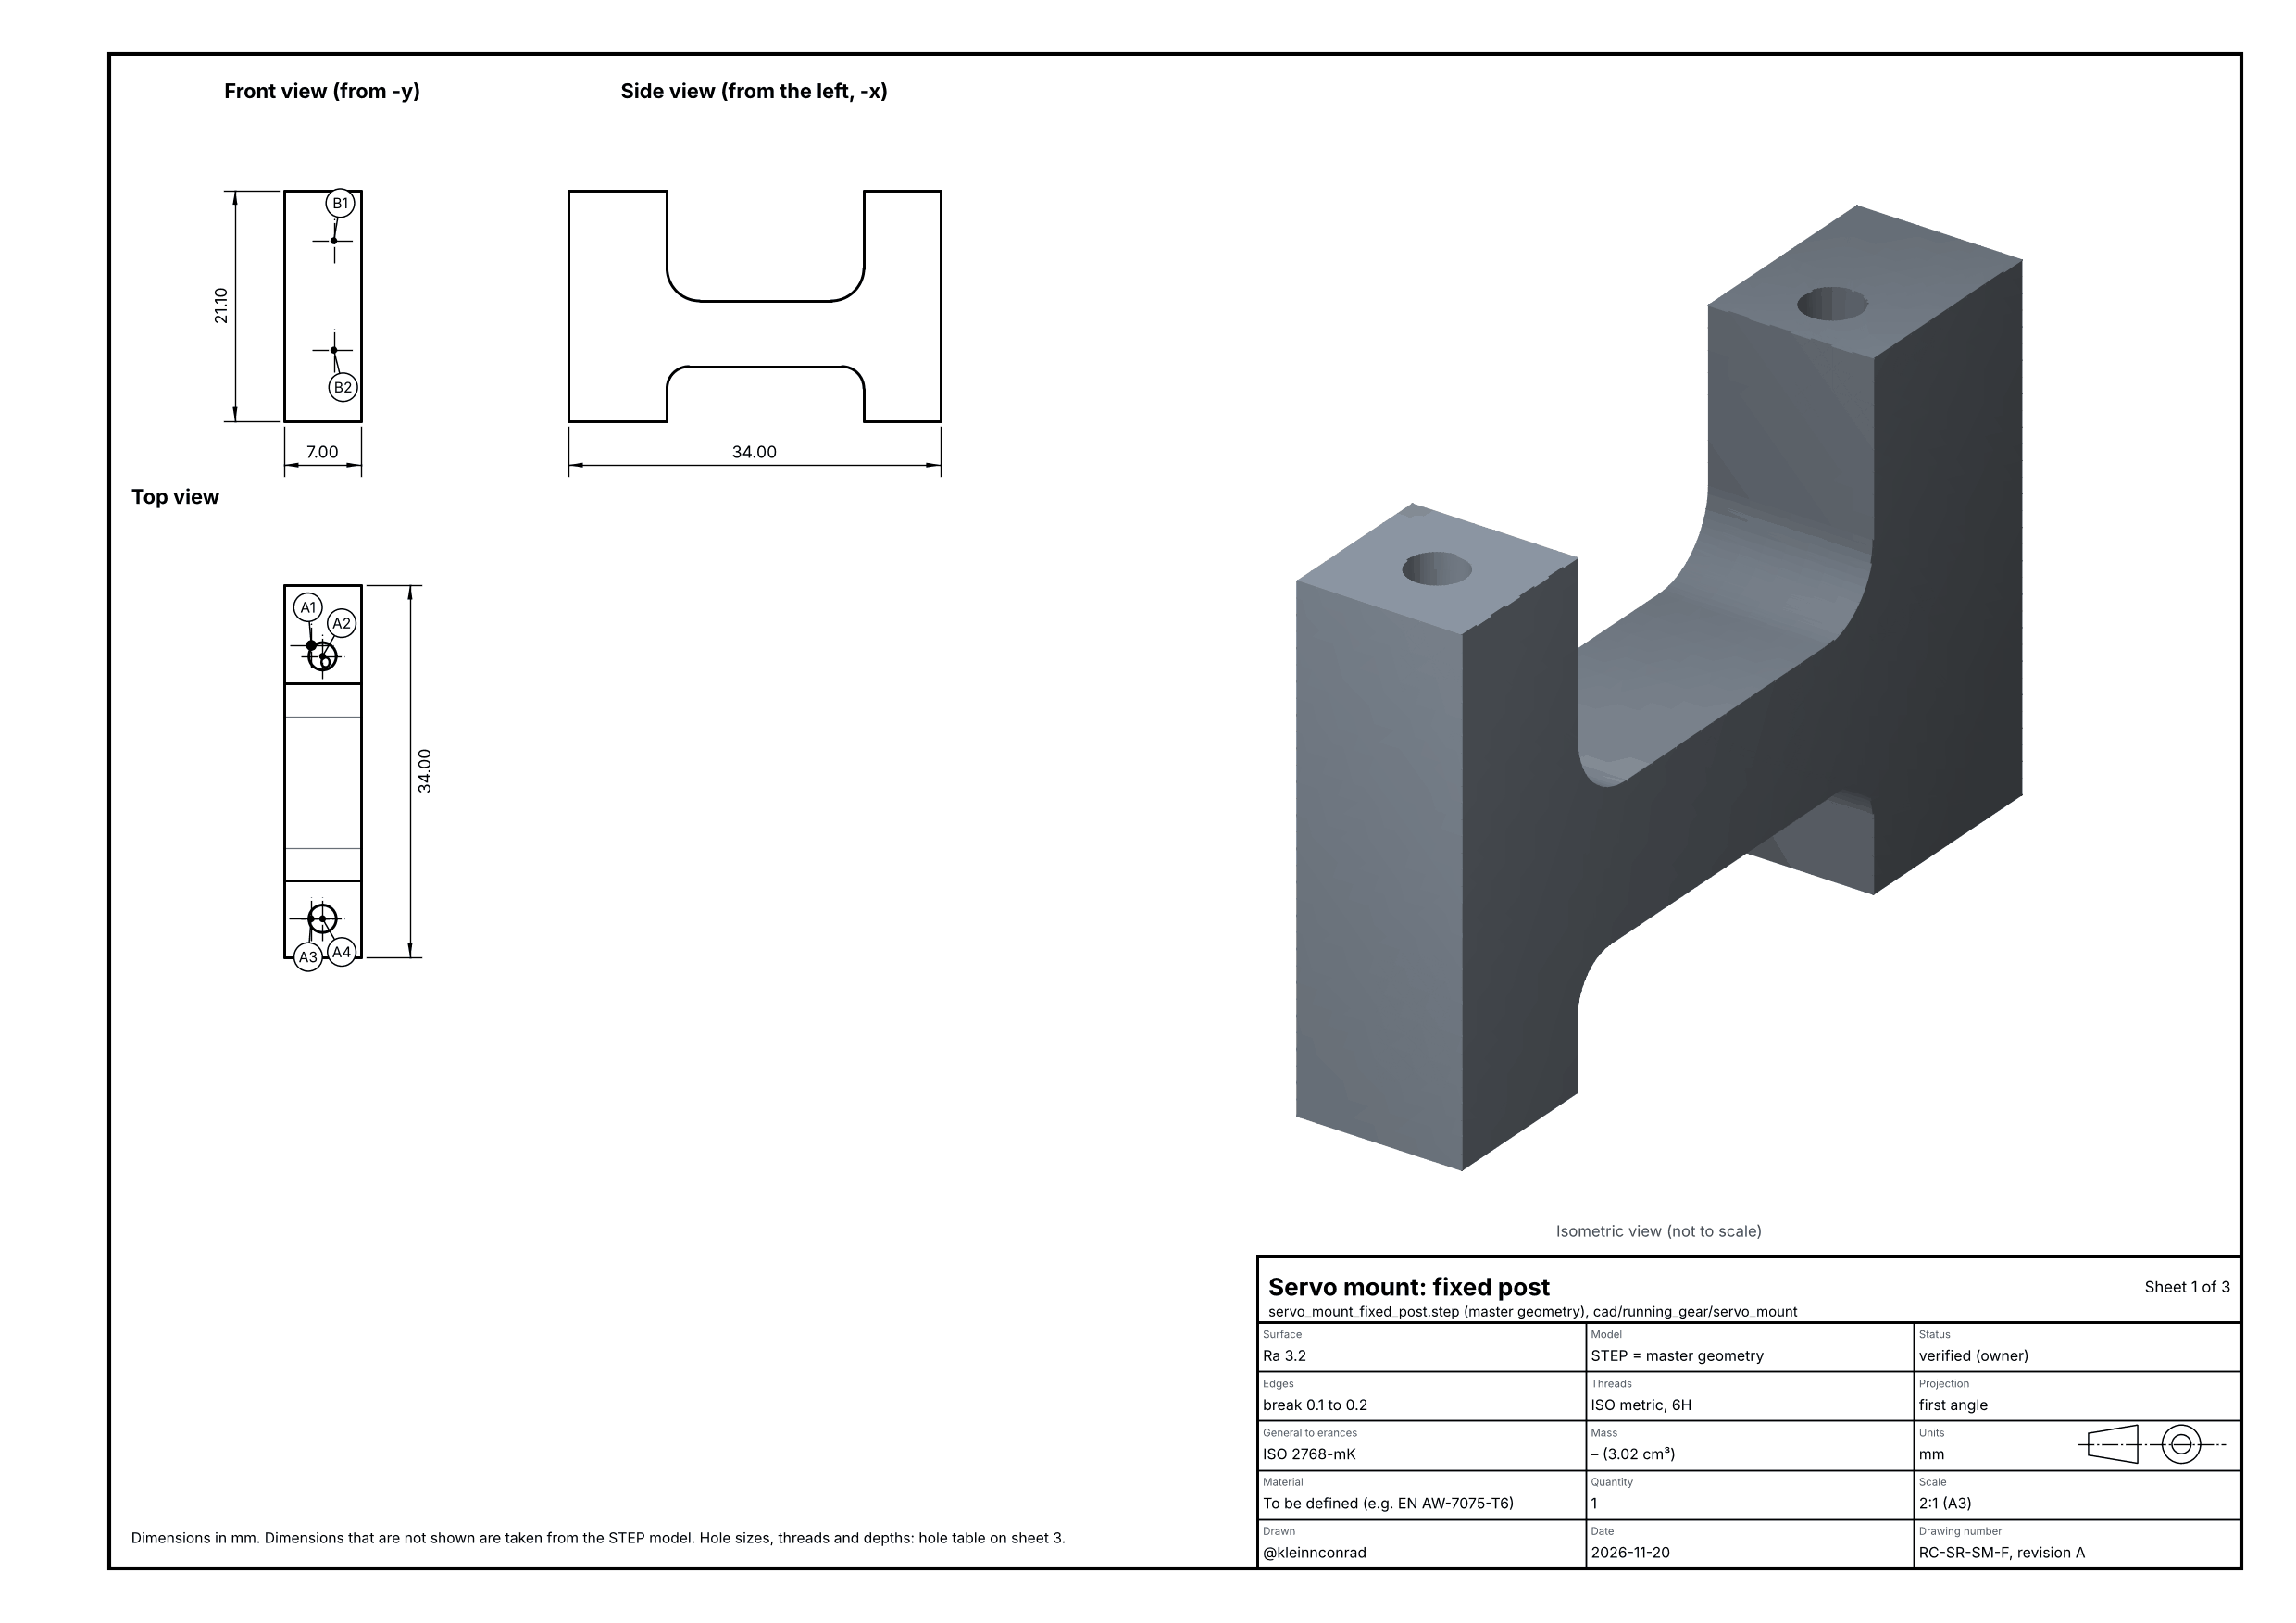 Front view (from -y)
Side view (from the left, -x)
B1
21.10
B2
7.00
34.00
Top view
A1
A2
34.00
A3
A4
Isometric view (not to scale)
Servo mount: fixed post
Sheet 1 of 3
servo_mount_fixed_post.step (master geometry), cad/running_gear/servo_mount
Surface
Model
Status
Ra 3.2
STEP = master geometry
verified (owner)
Edges
Threads
Projection
break 0.1 to 0.2
ISO metric, 6H
first angle
General tolerances
Mass
Units
ISO 2768-mK
– (3.02 cm³)
mm
Material
Quantity
Scale
To be defined (e.g. EN AW-7075-T6)
1
2:1 (A3)
Drawn
Date
Drawing number
@kleinnconrad
2026-11-20
RC-SR-SM-F, revision A
Dimensions in mm. Dimensions that are not shown are taken from the STEP model. Hole sizes, threads and depths: hole table on sheet 3.